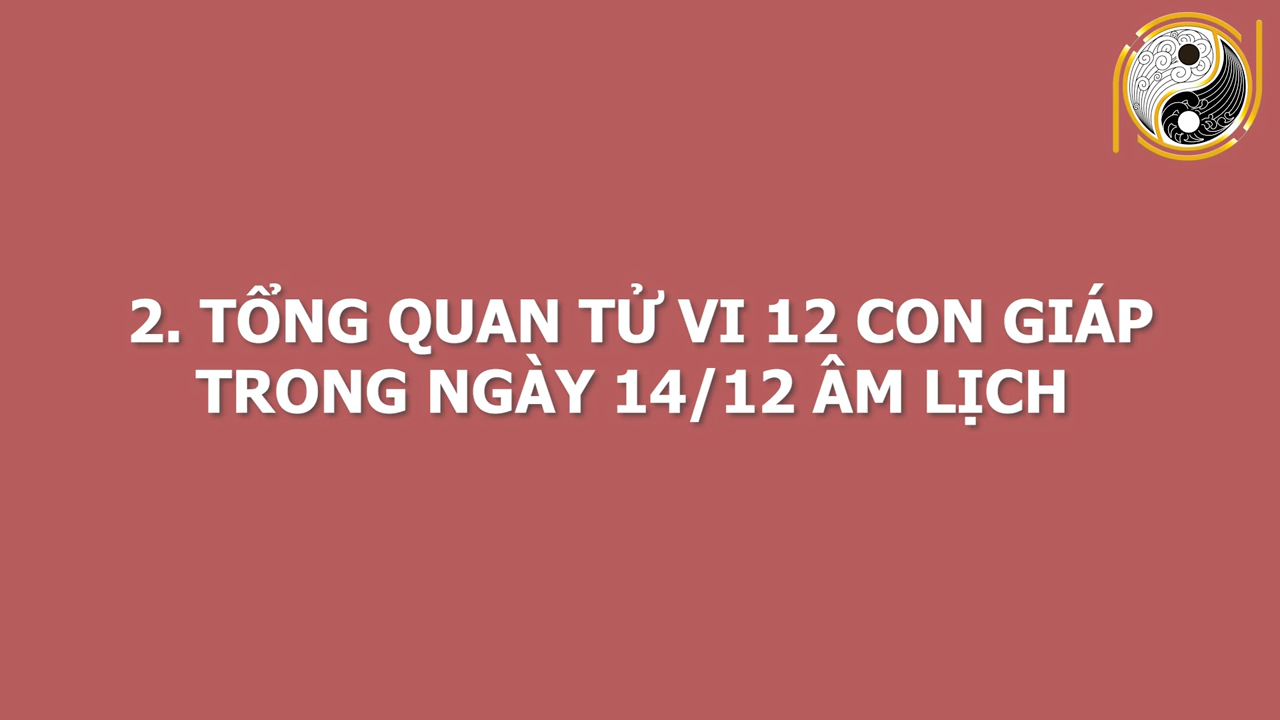 2. TỔNG QUAN TỬ VI 12 CON GIÁP
TRONG NGÀY 14/12 ÂM LỊCH